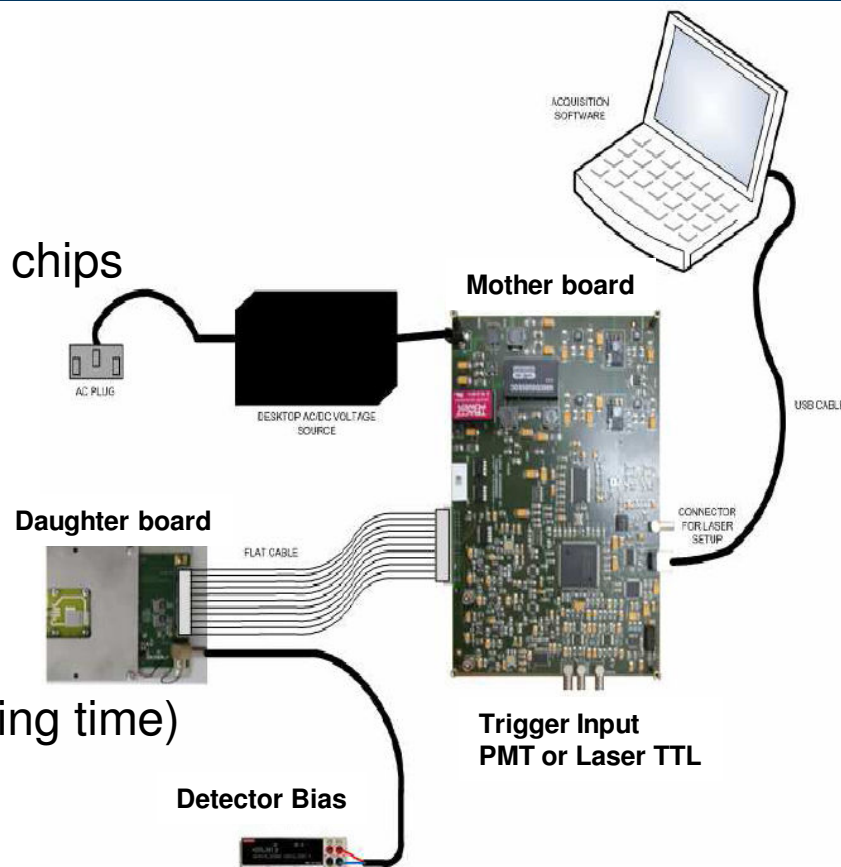 ACQUISITION
SOFTWARE
chips
Mother board
AC PLUG
DESKTOP AC/DC VOLTAGE
SOURCE
USB CABLE
Daughter board
FLAT CABLE
CONNECTOR
FOR LASER
SETUP
ing time)
Trigger Input
PMT or Laser TTL
Detector Bias